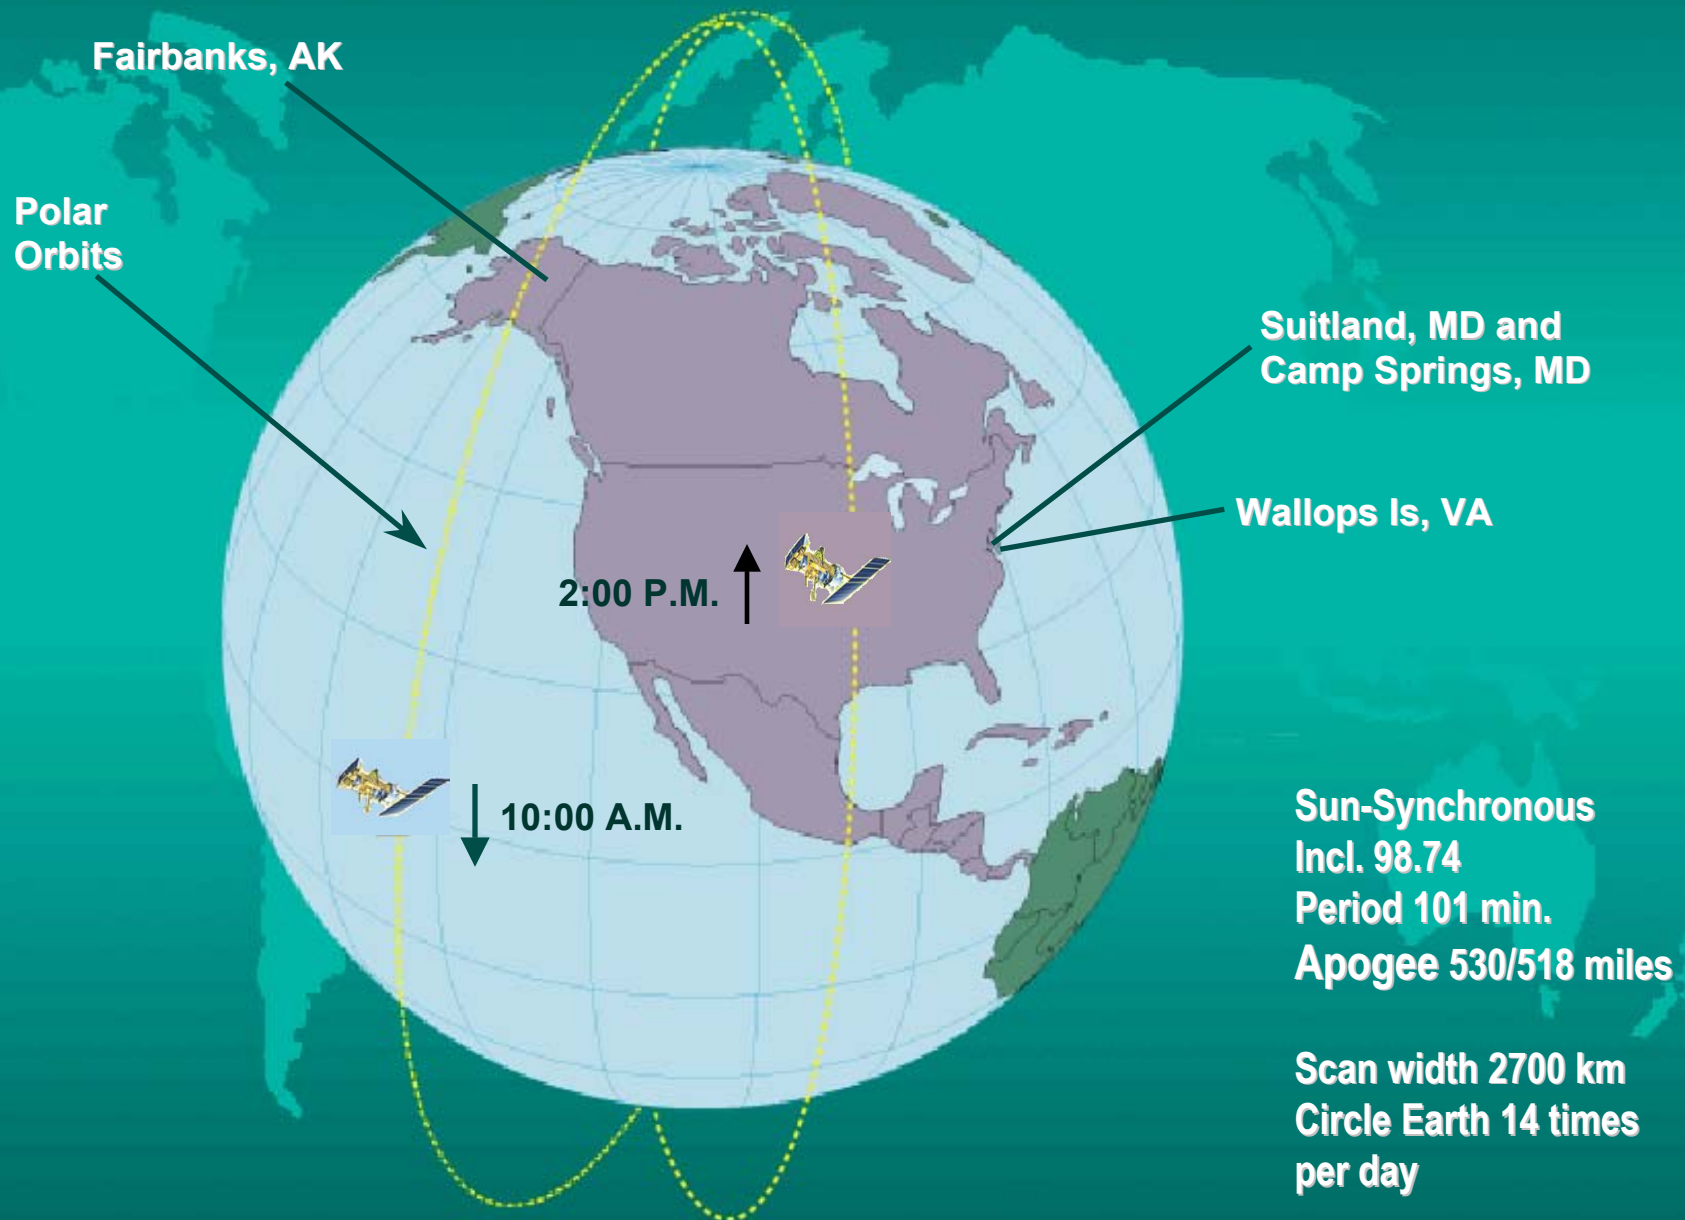 Fairbanks, AK
Polar
Orbits
Suitland, MD and
Camp Springs, MD
Wallops Is, VA
2:00 P.M.
10:00 A.M.
Sun-Synchronous
Incl. 98.74
Period 101 min.
Apogee 530/518 miles
Scan width 2700 km
Circle Earth 14 times
per day